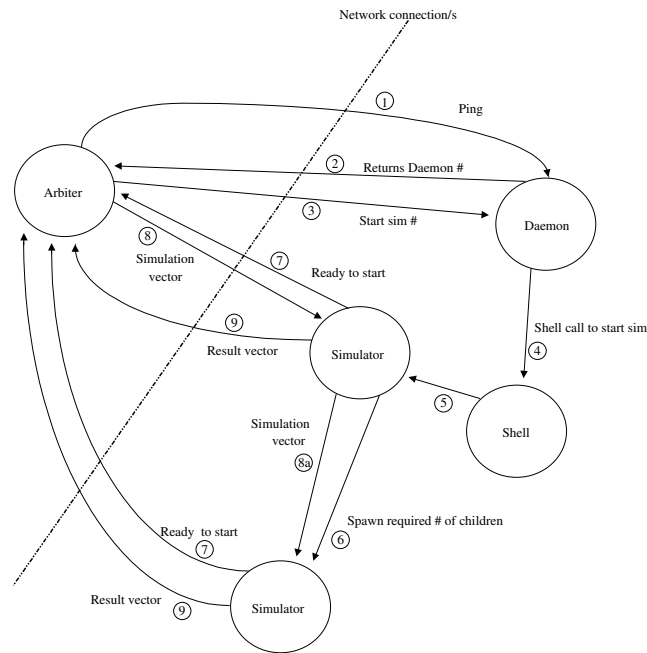 Network connection/s
1
Ping
2
Returns Daemon #
Arbiter
3
Start sim #
Daemon
8
Simulation
vector
7
Ready to start
9
Result vector
Simulator
Shell call to start sim
4
5
Shell
Simulation
vector
8a
Spawn required # of children
6
Ready to start
7
Result vector
9
Simulator